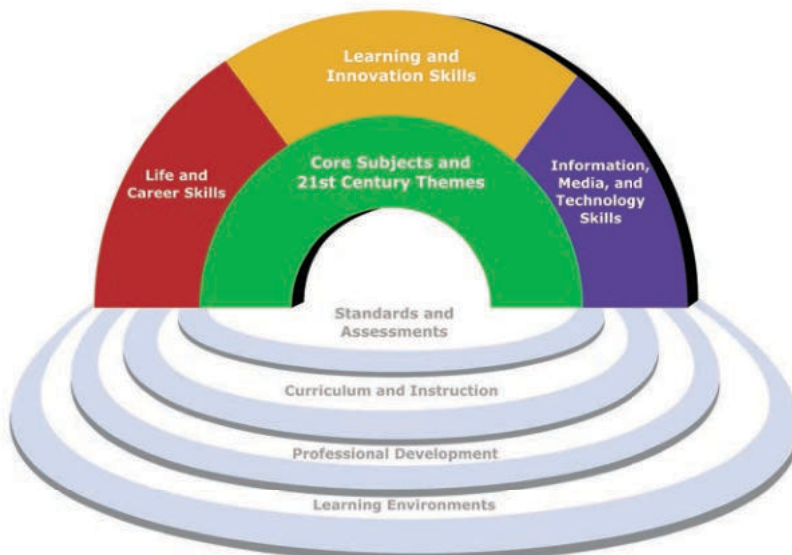 Learning and
Innovation Skills
Life and
Career Skills
Core Subjects and
21st Century Themes
Information,
Media, and
Technology
Skills
Standards and
Assessments
Curriculum and Instruction
Professional Development
Learning Environments